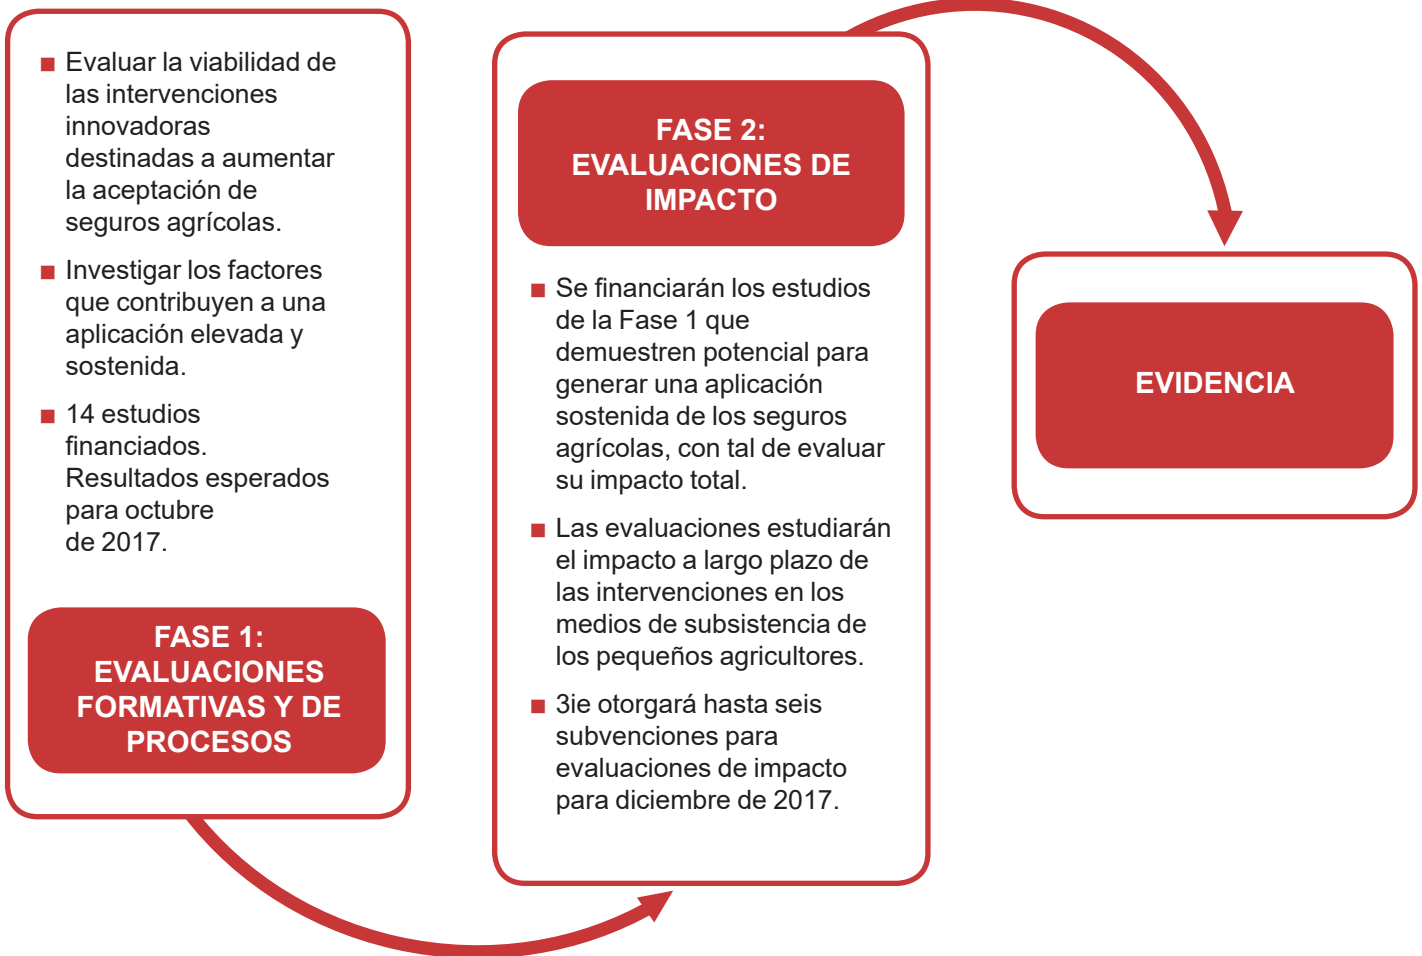 ■ Evaluar la viabilidad de
las intervenciones
innovadoras
destinadas a aumentar
la aceptación de
seguros agrícolas.
■ Investigar los factores
que contribuyen a una
aplicación elevada y
sostenida.
■ 14 estudios
financiados.
Resultados esperados
para octubre
de 2017.
FASE 1:
EVALUACIONES
FORMATIVAS Y DE
PROCESOS
FASE 2:
EVALUACIONES DE
IMPACTO
■ Se financiarán los estudios
de la Fase 1 que
demuestren potencial para
generar una aplicación
sostenida de los seguros
agrícolas, con tal de evaluar
su impacto total.
■ Las evaluaciones estudiarán
el impacto a largo plazo de
las intervenciones en los
medios de subsistencia de
los pequeños agricultores.
■ 3ie otorgará hasta seis
subvenciones para
evaluaciones de impacto
para diciembre de 2017.
EVIDENCIA